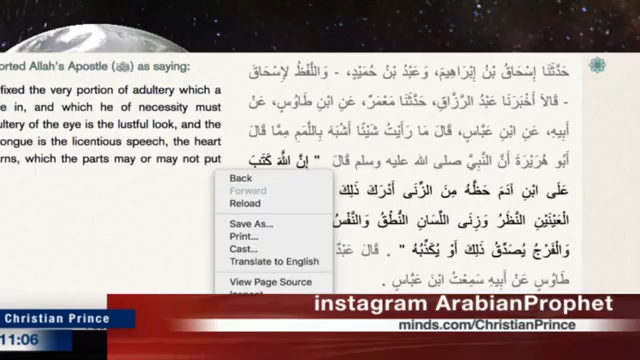 orted Allah's Apostle (ﷺ) as saying:
fixed the very portion of adultery which a
e in, and which he of necessity must
ultery of the eye is the lustful look, and the
ongue is the licentious speech, the heart
arns, which the parts may or may not put
حَدَّثَنَا إِسْحَاقُ بْنُ إِبْرَاهِيمَ، وَعَبْدُ بْنُ حُمَيْدٍ، - وَاللَّفْظُ لإِسْحَاقَ
- قَالاَ أَخْبَرَنَا عَبْدُ الرَّزَّاقِ، حَدَّثَنَا مَعْمَرٌ، عَنِ ابْنِ طَاوُسٍ، عَنْ
أَبِيهِ، عَنِ ابْنِ عَبَّاسٍ، قَالَ مَا رَأَيْتُ شَيْئًا أَشْبَهَ بِاللَّمَمِ مِمَّا قَالَ
أَبُو هُرَيْرَةَ أَنَّ النَّبِيَّ صلى الله عليه وسلم قَالَ " إِنَّ اللَّهَ كَتَبَ
عَلَى ابْنِ آدَمَ حَظَّهُ مِنَ الزِّنَى أَدْرَكَ ذَلِكَ
الْعَيْنَيْنِ النَّظَرُ وَزِنَى اللِّسَانِ النُّطْقُ وَالنَّفْسُ
وَالْفَرْجُ يُصَدِّقُ ذَلِكَ أَوْ يُكَذِّبُهُ " . قَالَ عَبْدُ
طَاوُسٍ عَنْ أَبِيهِ سَمِعْتُ ابْنَ عَبَّاسٍ .
Back
Forward
Reload
Save As...
Print...
Cast...
Translate to English
View Page Source
Inspect
Christian Prince
11:06
instagram ArabianProphet
minds.com/ChristianPrince